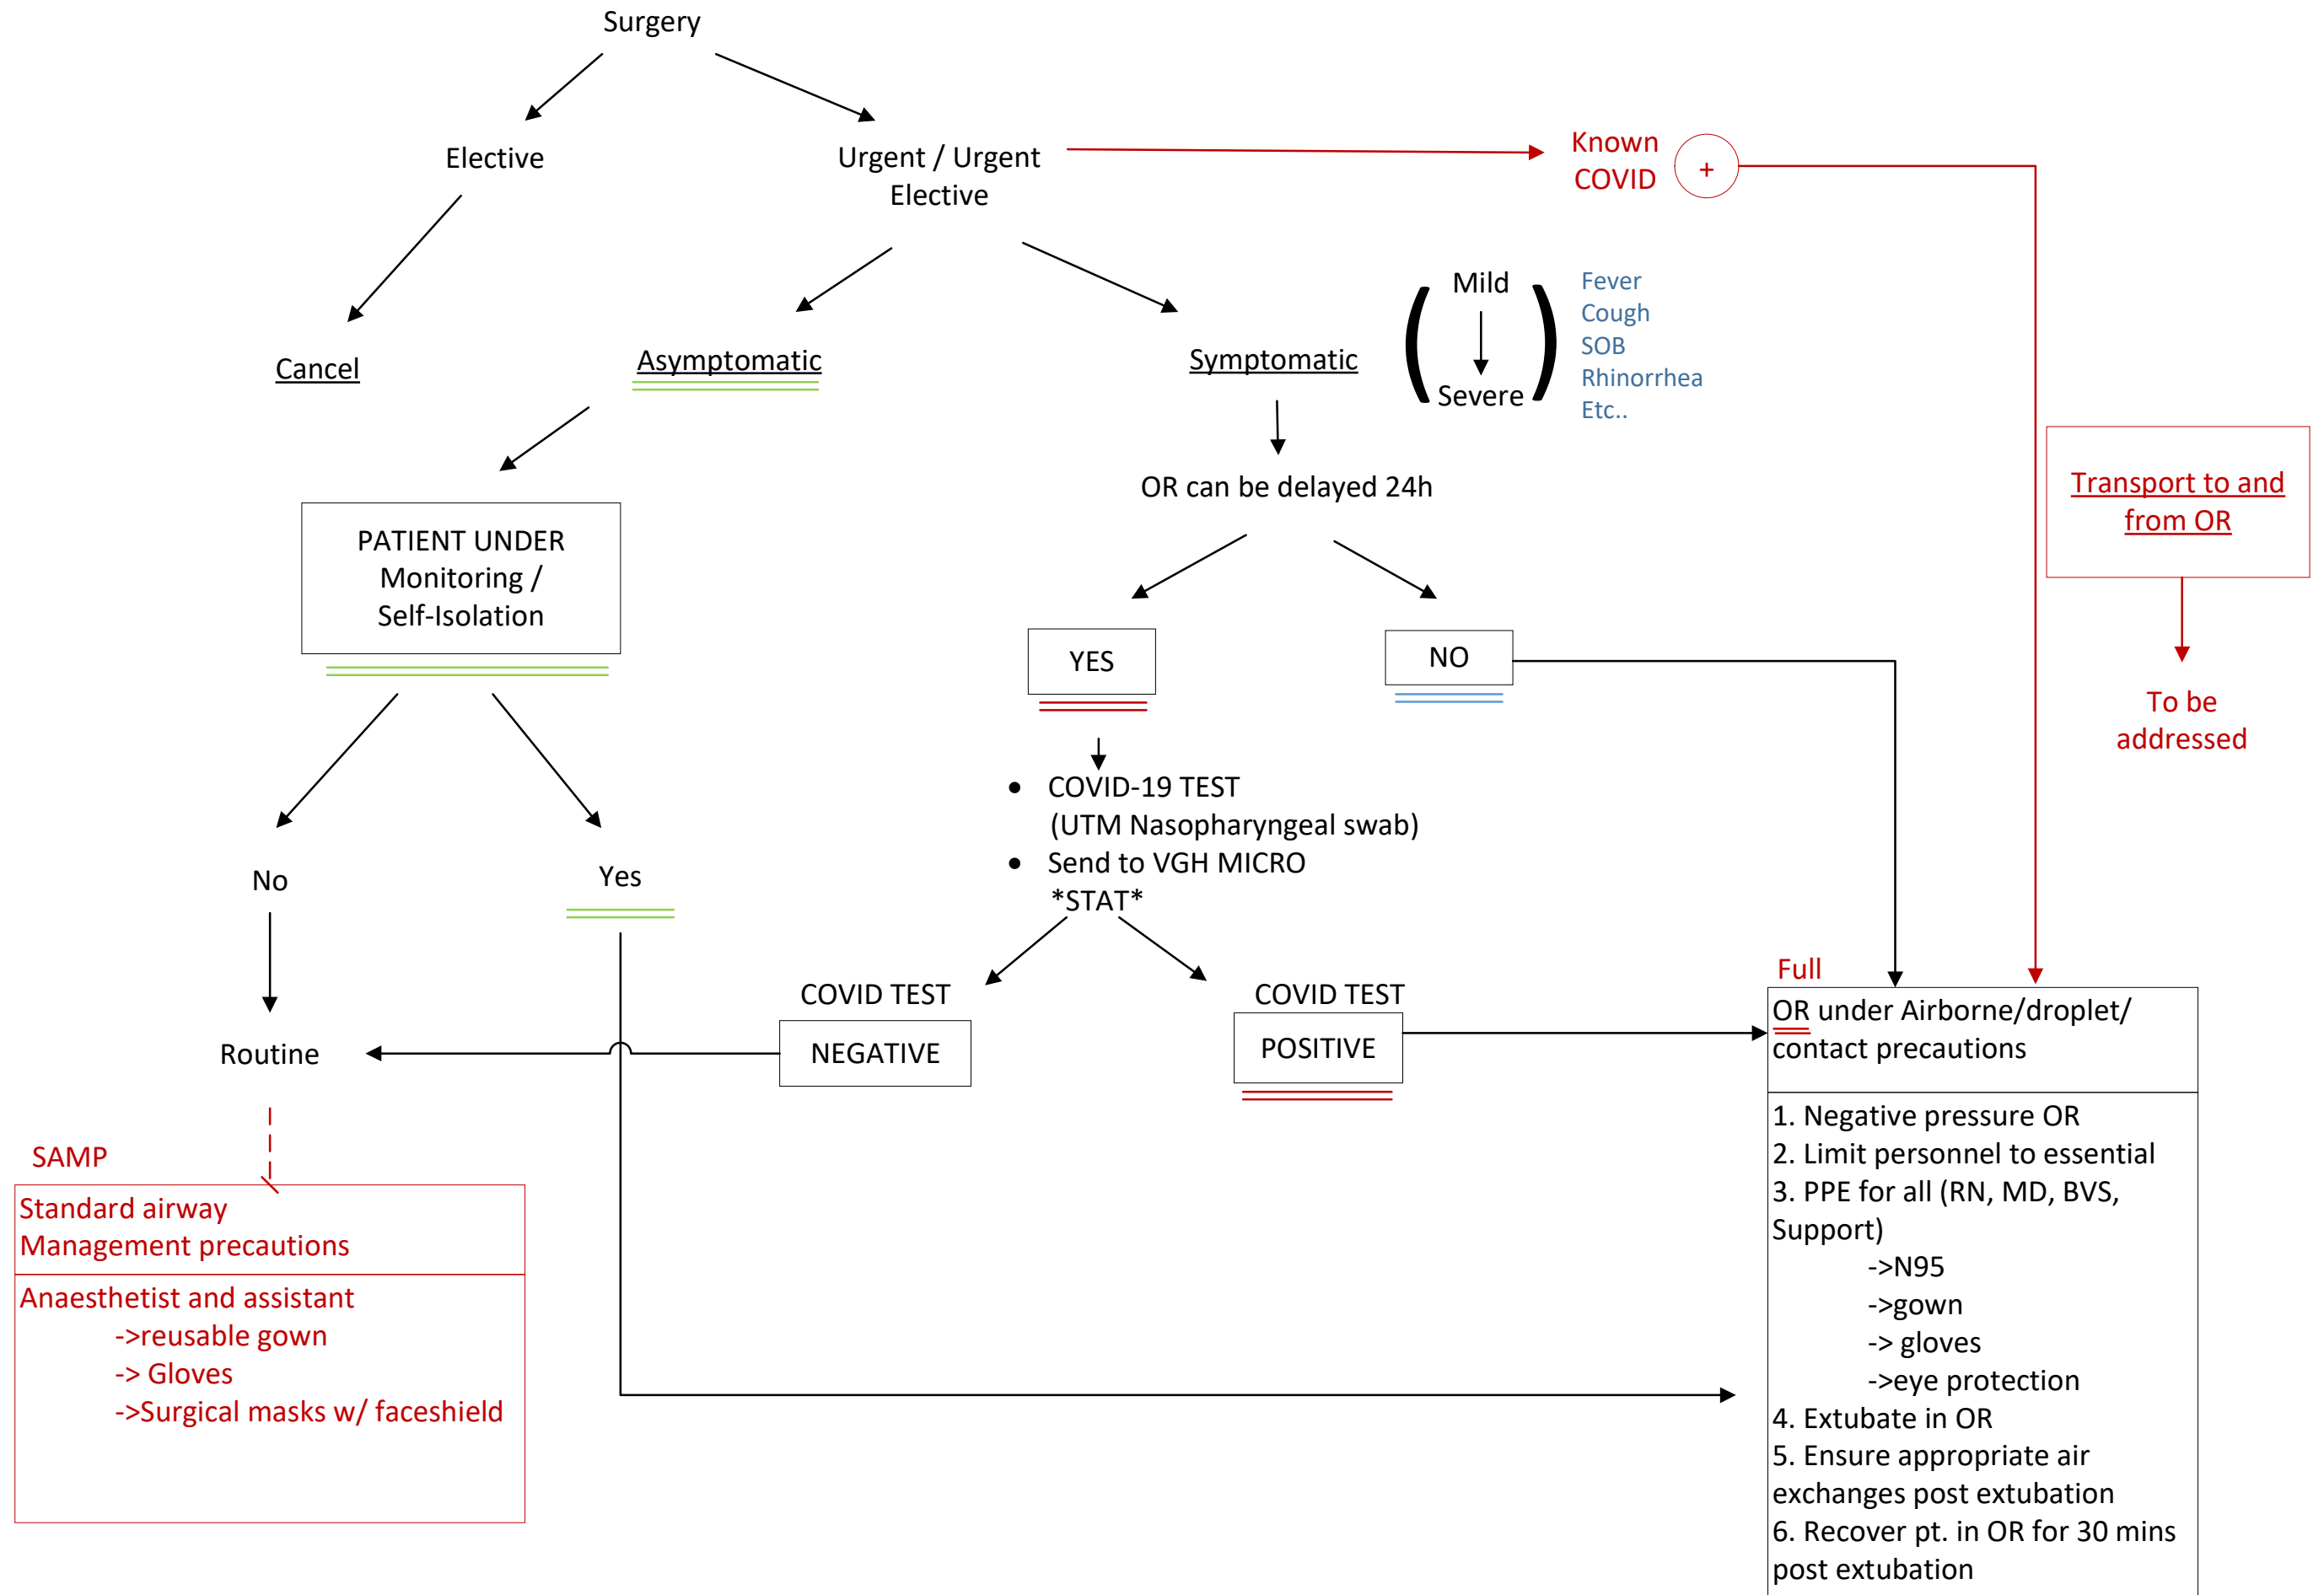 Surgery
Elective
Urgent / Urgent
Elective
Known
COVID
+
Cancel
Asymptomatic
Symptomatic
Mild
Severe
Fever
Cough
SOB
Rhinorrhea
Etc..
OR can be delayed 24h
Transport to and
from OR
To be
addressed
PATIENT UNDER
Monitoring /
Self-Isolation
YES
NO
• COVID-19 TEST
(UTM Nasopharyngeal swab)
• Send to VGH MICRO
*STAT*
No
Yes
Routine
COVID TEST
NEGATIVE
COVID TEST
POSITIVE
SAMP
Standard airway
Management precautions
Anaesthetist and assistant
->reusable gown
-> Gloves
->Surgical masks w/ faceshield
Full
OR under Airborne/droplet/
contact precautions
1. Negative pressure OR
2. Limit personnel to essential
3. PPE for all (RN, MD, BVS,
Support)
->N95
->gown
-> gloves
->eye protection
4. Extubate in OR
5. Ensure appropriate air
exchanges post extubation
6. Recover pt. in OR for 30 mins
post extubation